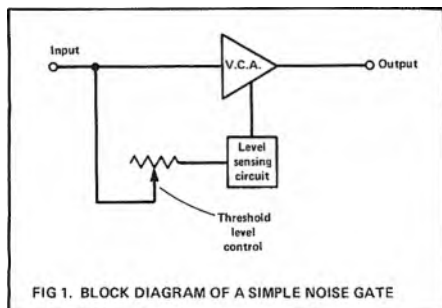 Input
V.C.A.
Output
Level
sensing
circuit
Threshold
level
control
FIG 1. BLOCK DIAGRAM OF A SIMPLE NOISE GATE